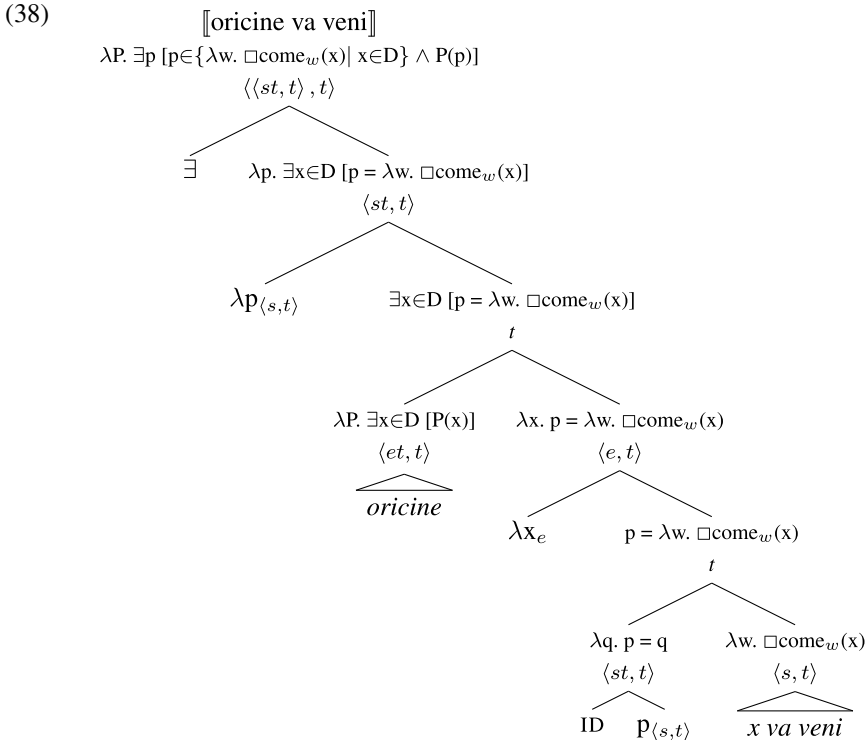 (38)
⟦oricine va veni⟧
λP. ∃p [p∈{λw. □come_w(x)| x∈D} ∧ P(p)]
⟨⟨st, t⟩ , t⟩
∃ λp. ∃x∈D [p = λw. □come_w(x)]
⟨st, t⟩
λp_⟨s,t⟩ ∃x∈D [p = λw. □come_w(x)]
t
λP. ∃x∈D [P(x)] λx. p = λw. □come_w(x)
⟨et, t⟩ ⟨e, t⟩
oricine
λx_e p = λw. □come_w(x)
t
λq. p = q λw. □come_w(x)
⟨st, t⟩ ⟨s, t⟩
ID p_⟨s,t⟩ x va veni